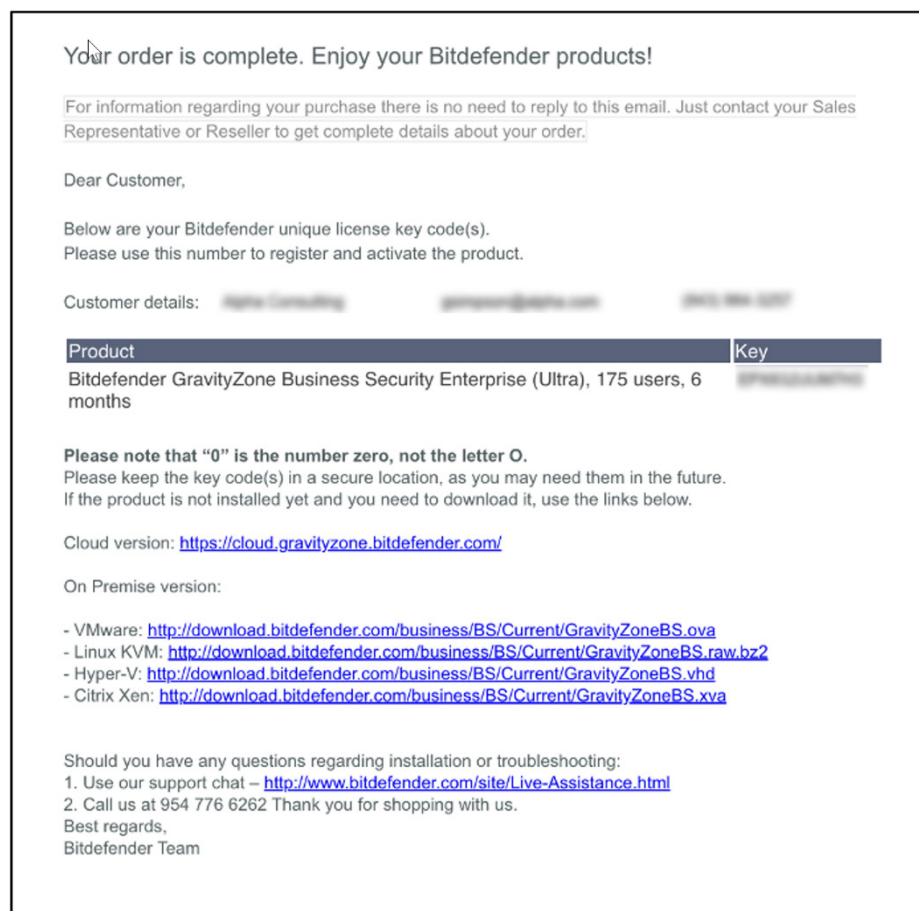 Your order is complete. Enjoy your Bitdefender products!
For information regarding your purchase there is no need to reply to this email. Just contact your Sales
Representative or Reseller to get complete details about your order.
Dear Customer,
Below are your Bitdefender unique license key code(s).
Please use this number to register and activate the product.
Customer details:
Product Key
Bitdefender GravityZone Business Security Enterprise (Ultra), 175 users, 6
months
Please note that “0” is the number zero, not the letter O.
Please keep the key code(s) in a secure location, as you may need them in the future.
If the product is not installed yet and you need to download it, use the links below.
Cloud version: https://cloud.gravityzone.bitdefender.com/
On Premise version:
- VMware: http://download.bitdefender.com/business/BS/Current/GravityZoneBS.ova
- Linux KVM: http://download.bitdefender.com/business/BS/Current/GravityZoneBS.raw.bz2
- Hyper-V: http://download.bitdefender.com/business/BS/Current/GravityZoneBS.vhd
- Citrix Xen: http://download.bitdefender.com/business/BS/Current/GravityZoneBS.xva
Should you have any questions regarding installation or troubleshooting:
1. Use our support chat – http://www.bitdefender.com/site/Live-Assistance.html
2. Call us at 954 776 6262 Thank you for shopping with us.
Best regards,
Bitdefender Team